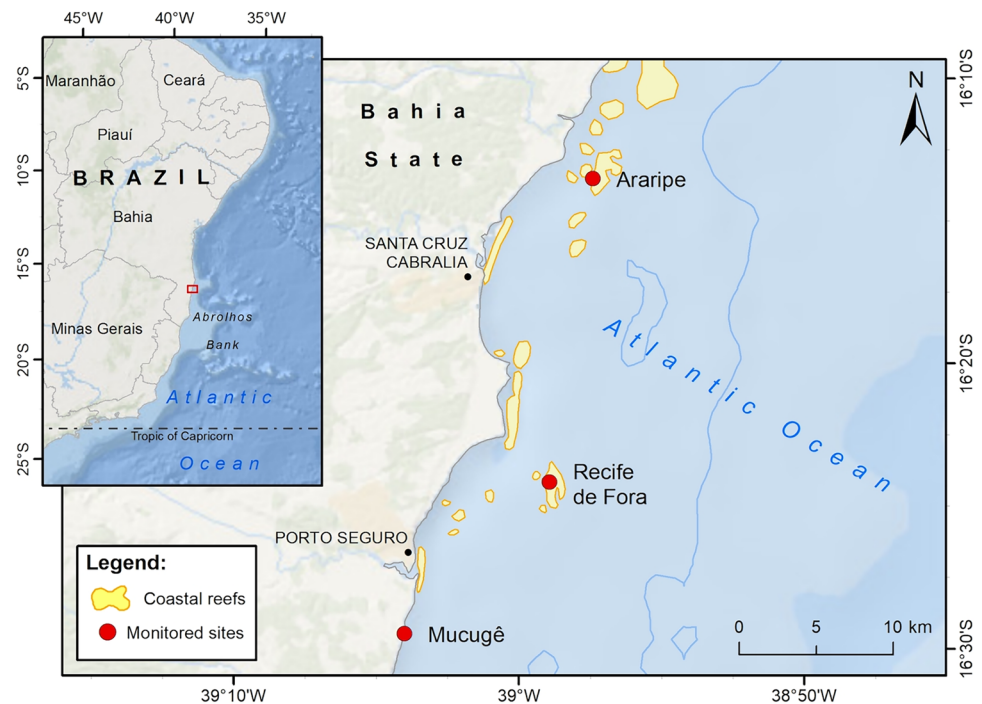 45°W 40°W 35°W
5°S
10°S
15°S
20°S
25°S
Maranhão
Ceará
Piauí
BRAZIL
Bahia
Minas Gerais
Abrolhos
Bank
Atlantic
Tropic of Capricorn
Ocean
Bahia
State
N
16°10'S
16°20'S
16°30'S
Araripe
SANTA CRUZ
CABRALIA
Atlantic Ocean
Recife
de Fora
PORTO SEGURO
Mucugê
Legend:
Coastal reefs
Monitored sites
0 5 10 km
39°10'W 39°W 38°50'W